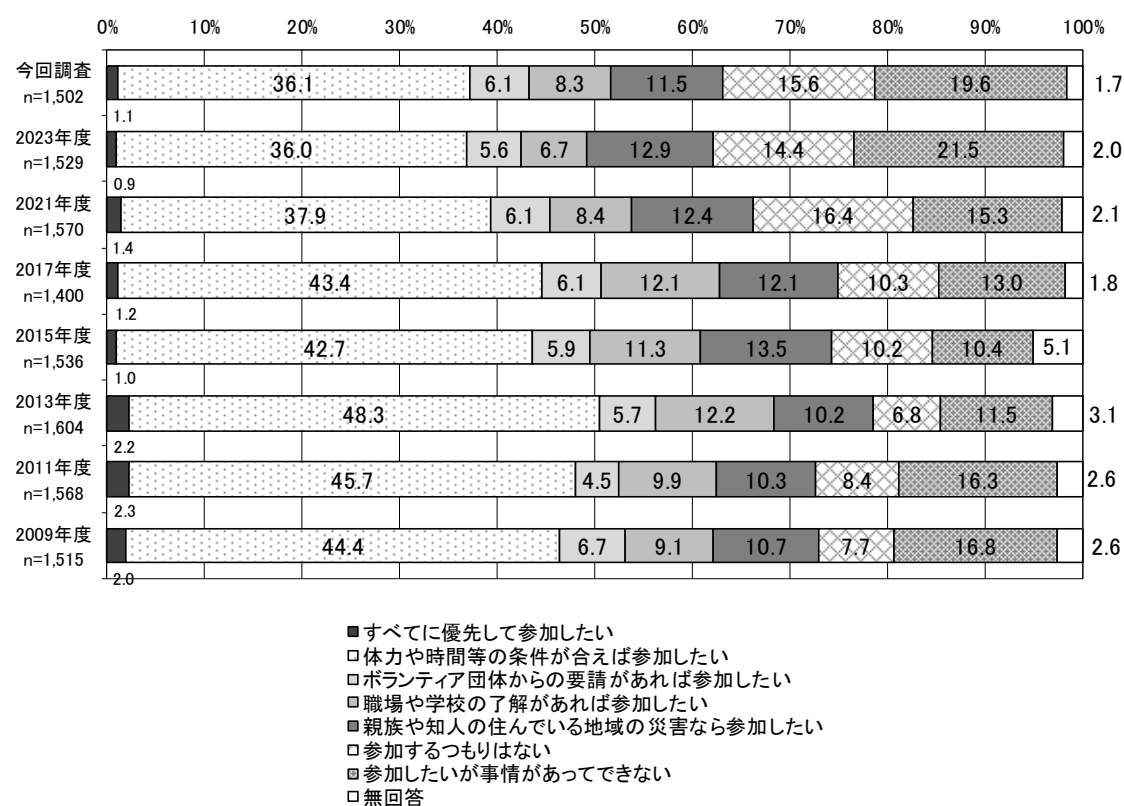 0% 10% 20% 30% 40% 50% 60% 70% 80% 90% 100%
今回調査
n=1,502
36.1 6.1 8.3 11.5 15.6 19.6 1.7
1.1
2023年度
n=1,529
36.0 5.6 6.7 12.9 14.4 21.5 2.0
0.9
2021年度
n=1,570
37.9 6.1 8.4 12.4 16.4 15.3 2.1
1.4
2017年度
n=1,400
43.4 6.1 12.1 12.1 10.3 13.0 1.8
1.2
2015年度
n=1,536
42.7 5.9 11.3 13.5 10.2 10.4 5.1
1.0
2013年度
n=1,604
48.3 5.7 12.2 10.2 6.8 11.5 3.1
2.2
2011年度
n=1,568
45.7 4.5 9.9 10.3 8.4 16.3 2.6
2.3
2009年度
n=1,515
44.4 6.7 9.1 10.7 7.7 16.8 2.6
2.0
すべてに優先して参加したい
体力や時間等の条件が合えば参加したい
ボランティア団体からの要請があれば参加したい
職場や学校の了解があれば参加したい
親族や知人の住んでいる地域の災害なら参加したい
参加するつもりはない
参加したいが事情があってできない
無回答